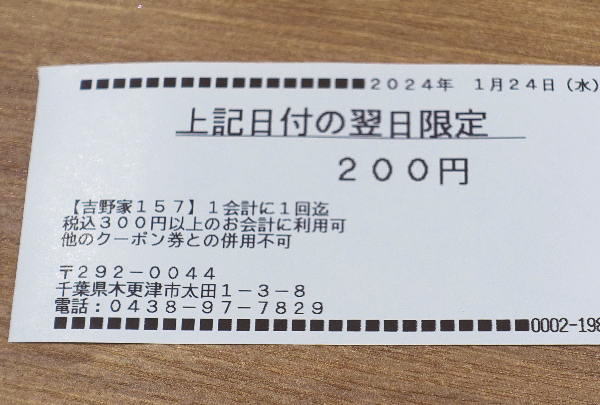 ■■■■■■■■■■■■■■■■■■■■２０２４年　１月２４日（水）
上記日付の翌日限定
２００円
【吉野家１５７】１会計に１回迄
税込３００円以上のお会計に利用可
他のクーポン券との併用不可
〒２９２－００４４
千葉県木更津市太田１－３－８
電話：０４３８－９７－７８２９
■■■■■■■■■■■■■■■■■■■■■■■■■■■■■■0002-198